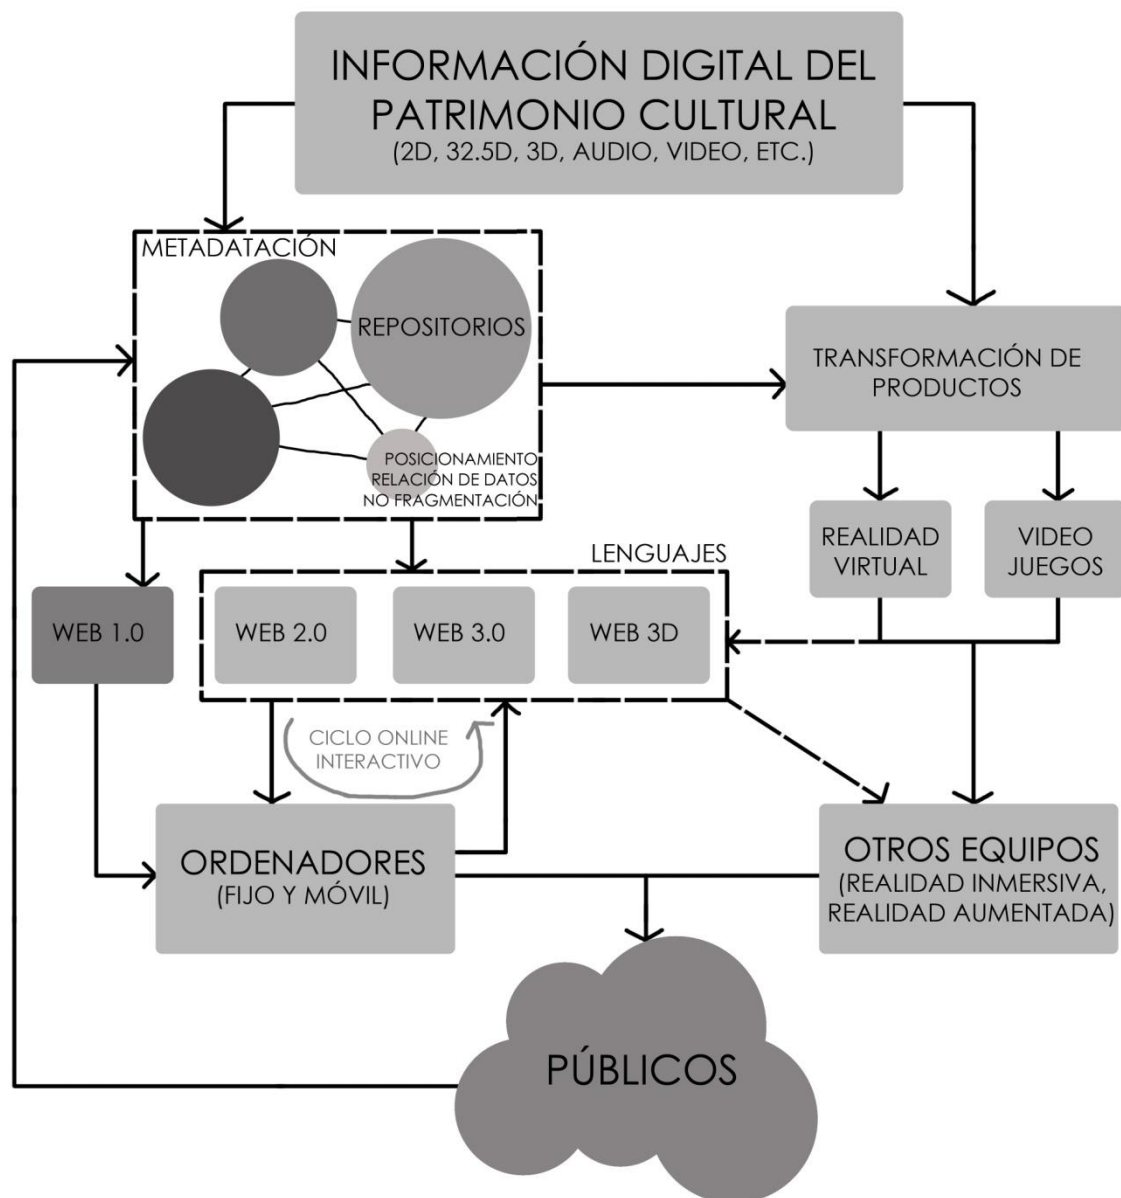 INFORMACIÓN DIGITAL DEL
PATRIMONIO CULTURAL
(2D, 32.5D, 3D, AUDIO, VIDEO, ETC.)
METADATACIÓN
REPOSITORIOS
POSICIONAMIENTO
RELACIÓN DE DATOS
NO FRAGMENTACIÓN
TRANSFORMACIÓN DE
PRODUCTOS
REALIDAD
VIRTUAL
VIDEO
JUEGOS
LENGUAJES
WEB 1.0
WEB 2.0
WEB 3.0
WEB 3D
CICLO ONLINE
INTERACTIVO
ORDENADORES
(FIJO Y MÓVIL)
OTROS EQUIPOS
(REALIDAD INMERSIVA,
REALIDAD AUMENTADA)
PÚBLICOS